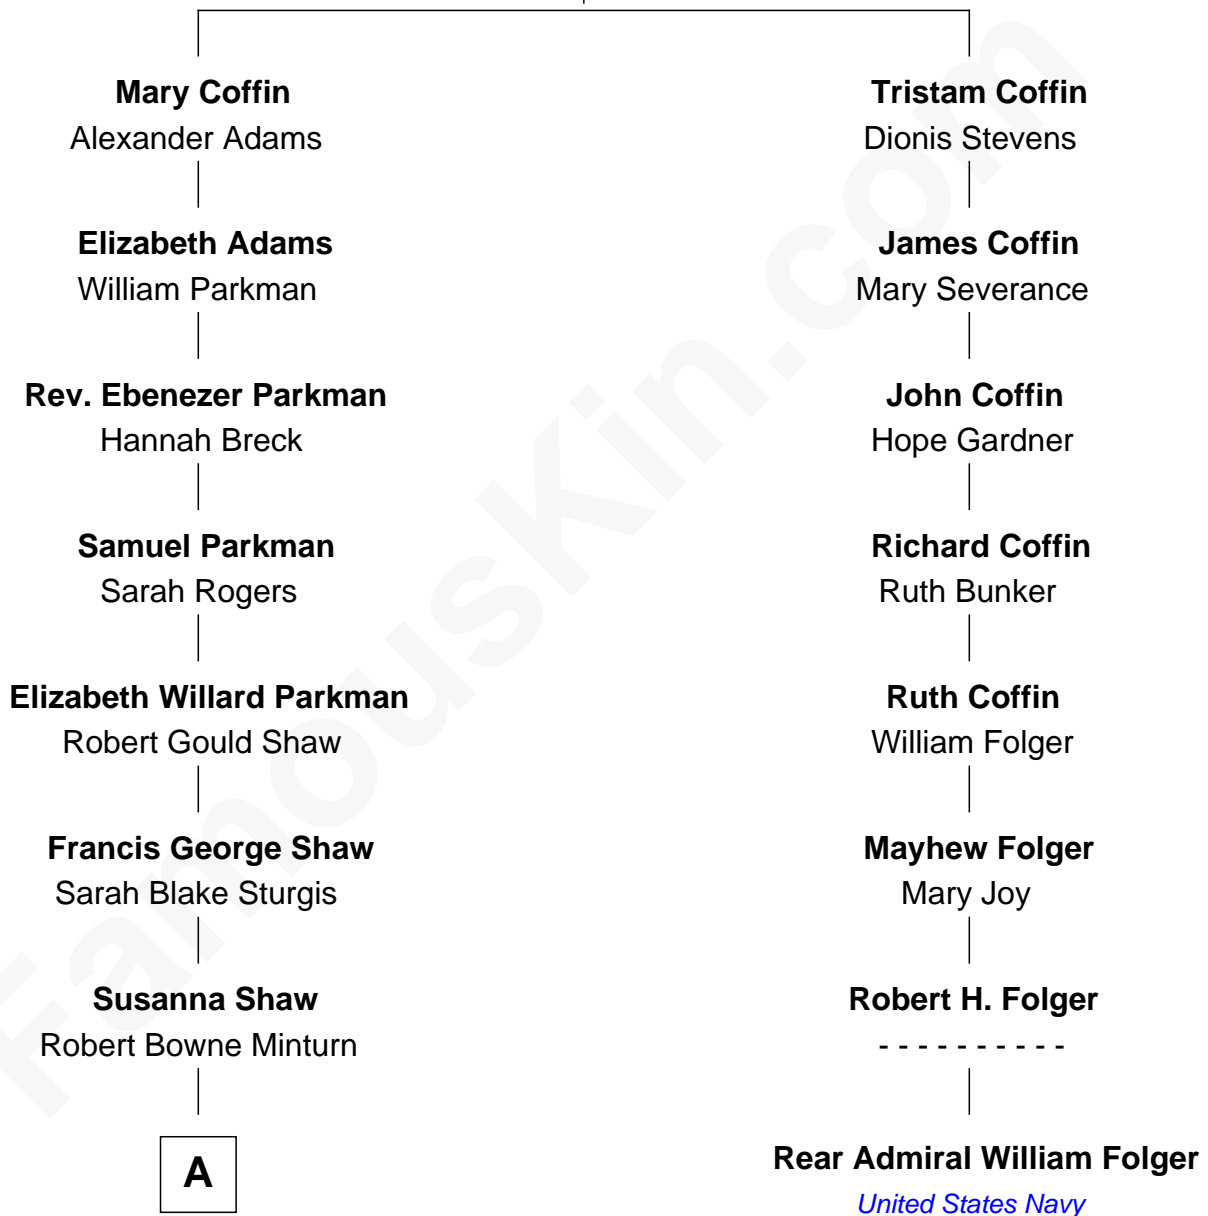 Mary Coffin
Alexander Adams
Elizabeth Adams
William Parkman
Rev. Ebenezer Parkman
Hannah Breck
Samuel Parkman
Sarah Rogers
Elizabeth Willard Parkman
Robert Gould Shaw
Francis George Shaw
Sarah Blake Sturgis
Susanna Shaw
Robert Bowne Minturn
A
Tristam Coffin
Dionis Stevens
James Coffin
Mary Severance
John Coffin
Hope Gardner
Richard Coffin
Ruth Bunker
Ruth Coffin
William Folger
Mayhew Folger
Mary Joy
Robert H. Folger
- - - - - - - - - -
Rear Admiral William Folger
United States Navy
FamousKin.com